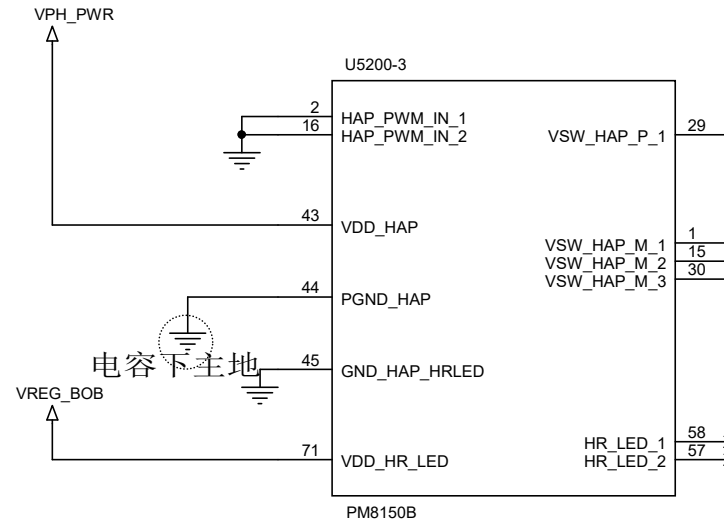 VPH_PWR
U5200-3
2 HAP_PWM_IN_1
16 HAP_PWM_IN_2
VSW_HAP_P_1 29
43 VDD_HAP
VSW_HAP_M_1 1
VSW_HAP_M_2 15
VSW_HAP_M_3 30
44 PGND_HAP
电容下主地
45 GND_HAP_HRLED
VREG_BOB
HR_LED_1 58
HR_LED_2 57
71 VDD_HR_LED
PM8150B